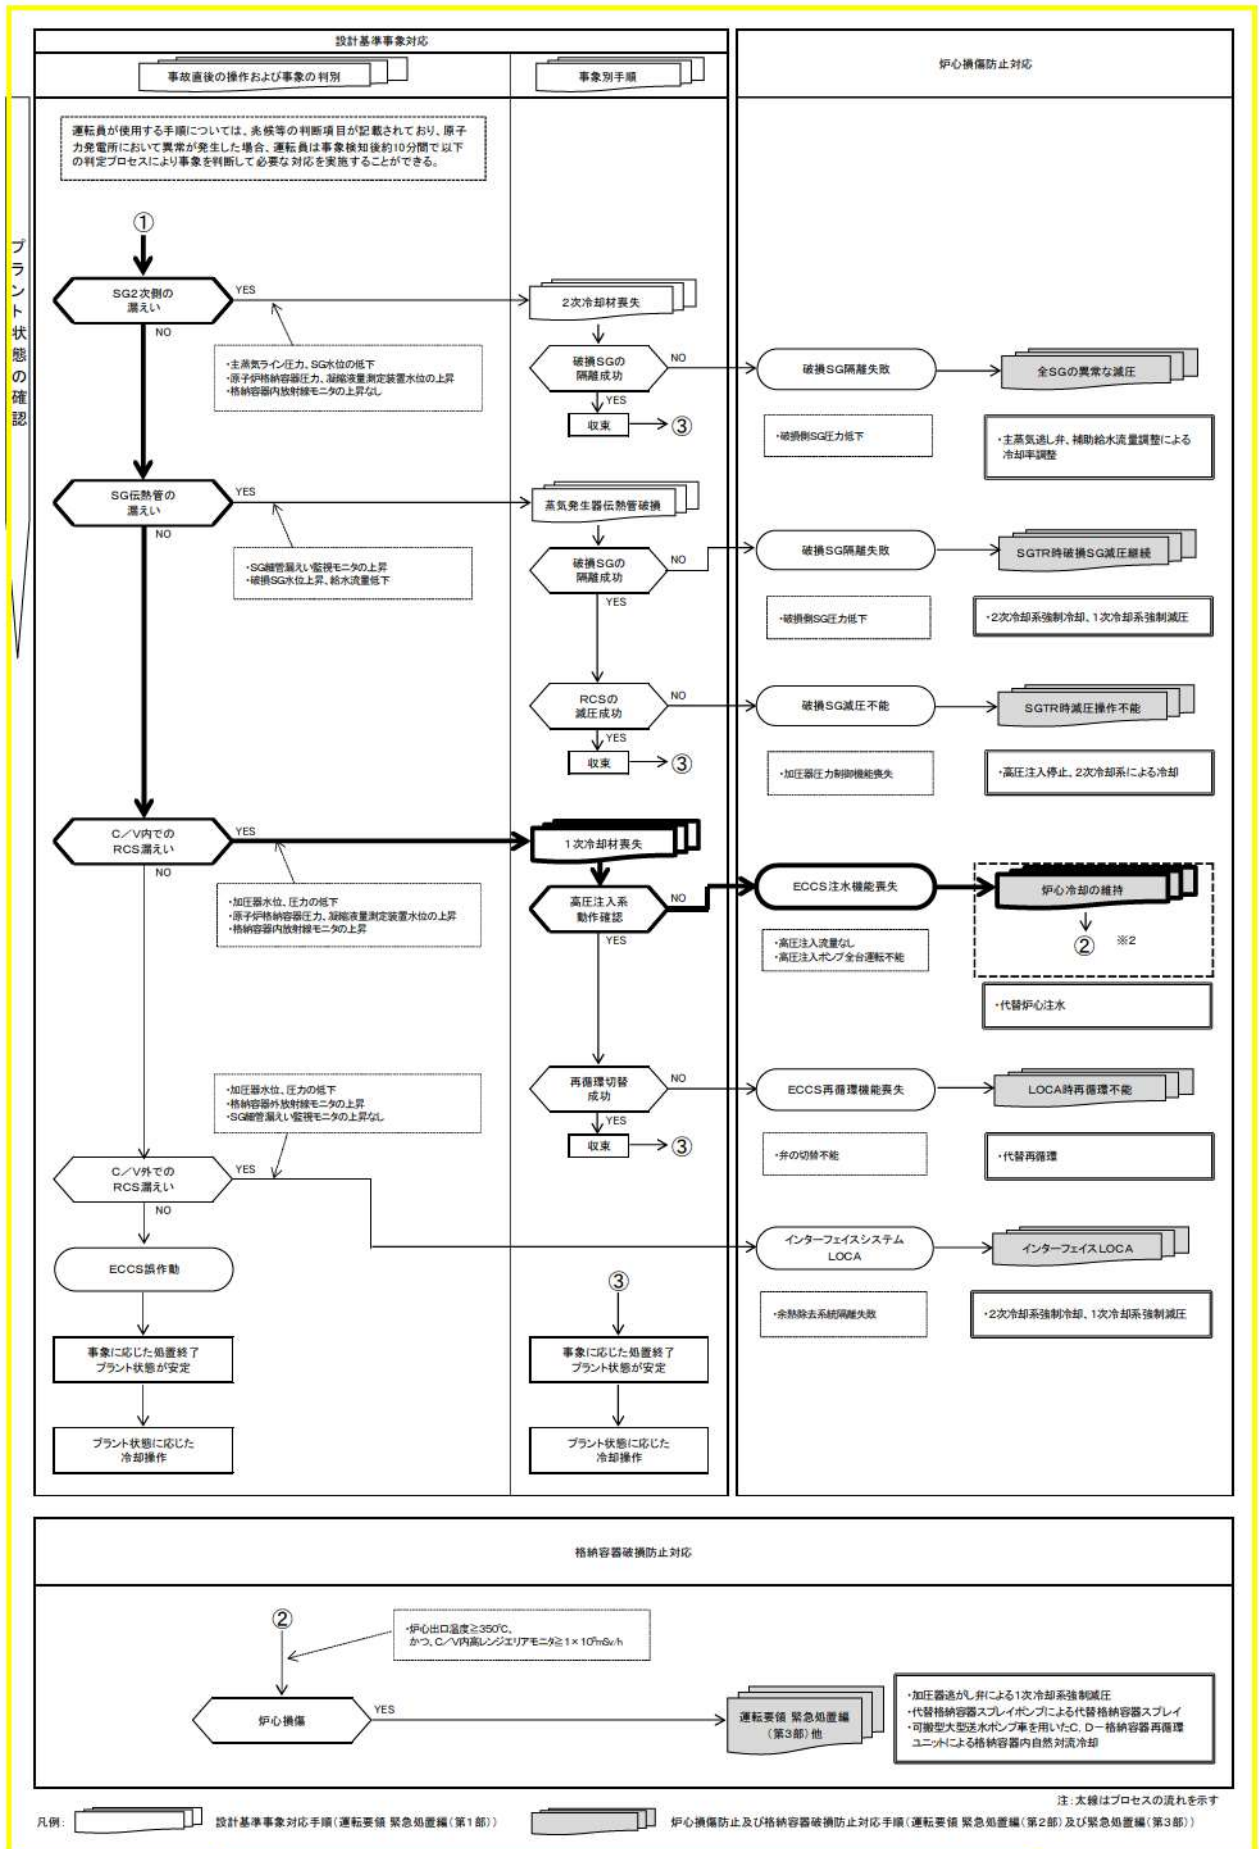 設計基準事象対応
事故直後の操作および事象の判別
事象別手順
炉心損傷防止対応
プラント状態の確認
運転員が使用する手順については、兆候等の判断項目が記載されており、原子
力発電所において異常が発生した場合、運転員は事象検知後約10分間で以下
の判定プロセスにより事象を判断して必要な対応を実施することができる。
①
SG2次側の
漏えい
YES
NO
2次冷却材喪失
・主蒸気ライン圧力、SG水位の低下
・原子炉格納容器圧力、凝縮液量測定装置水位の上昇
・格納容器内放射線モニタの上昇なし
破損SGの
隔離成功
NO
YES
収束
③
破損SG隔離失敗
全SGの異常な減圧
・破損側SG圧力低下
・主蒸気逃し弁、補助給水流量調整による
冷却率調整
SG伝熱管の
漏えい
YES
NO
蒸気発生器伝熱管破損
・SG細管漏えい監視モニタの上昇
・破損SG水位上昇、給水流量低下
破損SGの
隔離成功
NO
YES
破損SG隔離失敗
SGTR時破損SG減圧継続
・破損側SG圧力低下
・2次冷却系強制冷却、1次冷却系強制減圧
RCSの
減圧成功
NO
YES
収束
③
破損SG減圧不能
SGTR時減圧操作不能
・加圧器圧力制御機能喪失
・高圧注入停止、2次冷却系による冷却
C/V内での
RCS漏えい
YES
NO
1次冷却材喪失
・加圧器水位、圧力の低下
・原子炉格納容器圧力、凝縮液量測定装置水位の上昇
・格納容器内放射線モニタの上昇
高圧注入系
動作確認
NO
YES
ECCS注水機能喪失
炉心冷却の維持
② ※2
・高圧注入流量なし
・高圧注入ポンプ全台運転不能
・代替炉心注水
・加圧器水位、圧力の低下
・格納容器外放射線モニタの上昇
・SG細管漏えい監視モニタの上昇なし
再循環切替
成功
NO
YES
収束
③
ECCS再循環機能喪失
LOCA時再循環不能
・弁の切替不能
・代替再循環
C/V外での
RCS漏えい
YES
NO
インターフェイスシステム
LOCA
インターフェイスLOCA
・余熱除去系統隔離失敗
・2次冷却系強制冷却、1次冷却系強制減圧
ECCS誤作動
事象に応じた処置終了
プラント状態が安定
プラント状態に応じた
冷却操作
③
事象に応じた処置終了
プラント状態が安定
プラント状態に応じた
冷却操作
格納容器破損防止対応
②
・炉心出口温度≧350℃、
かつ、C/V内高レンジエリアモニタ≧1×10⁵mSv/h
炉心損傷
YES
運転要領 緊急処置編
(第3部)他
・加圧器逃がし弁による1次冷却系強制減圧
・代替格納容器スプレイポンプによる代替格納容器スプレイ
・可搬型大型送水ポンプ車を用いたC, D-格納容器再循環
ユニットによる格納容器内自然対流冷却
注:太線はプロセスの流れを示す
凡例:
設計基準事象対応手順(運転要領 緊急処置編(第1部))
炉心損傷防止及び格納容器破損防止対応手順(運転要領 緊急処置編(第2部)及び緊急処置編(第3部))